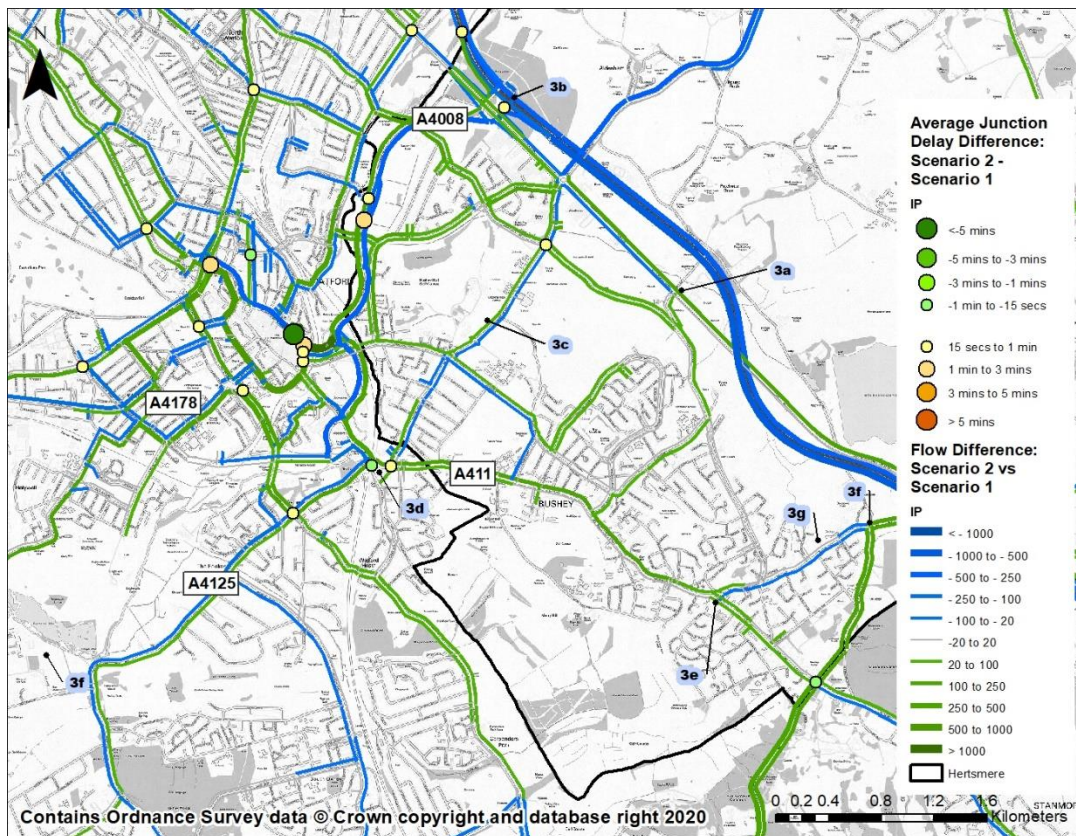 N
3b
A4008
3a
3c
A4178
A411
3d
BUSHEY
3f
3g
A4125
3e
3f
Average Junction
Delay Difference:
Scenario 2 -
Scenario 1
IP
<-5 mins
-5 mins to -3 mins
-3 mins to -1 mins
-1 min to -15 secs
15 secs to 1 min
1 min to 3 mins
3 mins to 5 mins
> 5 mins
Flow Difference:
Scenario 2 vs
Scenario 1
IP
< - 1000
- 1000 to - 500
- 500 to - 250
- 250 to - 100
- 100 to - 20
-20 to 20
20 to 100
100 to 250
250 to 500
500 to 1000
> 1000
Hertsmere
0 0.2 0.4 0.8 1.2 1.6
Kilometers
STANMO
Contains Ordnance Survey data © Crown copyright and database right 2020